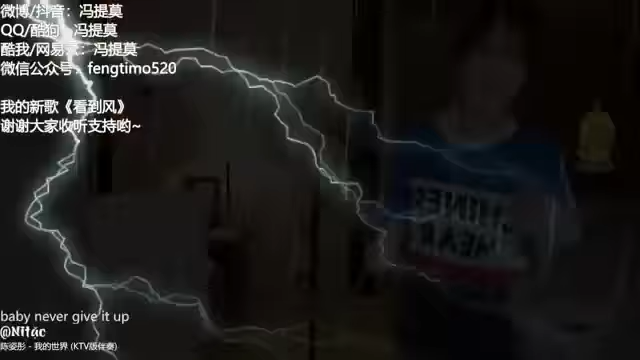 微博/抖音：冯提莫
QQ/酷狗：冯提莫
酷我/网易云：冯提莫
微信公众号：fengtimo520
我的新歌《看到风》
谢谢大家收听支持哟~
baby never give it up
@Nitac
陈姿彤 - 我的世界 (KTV版伴奏)